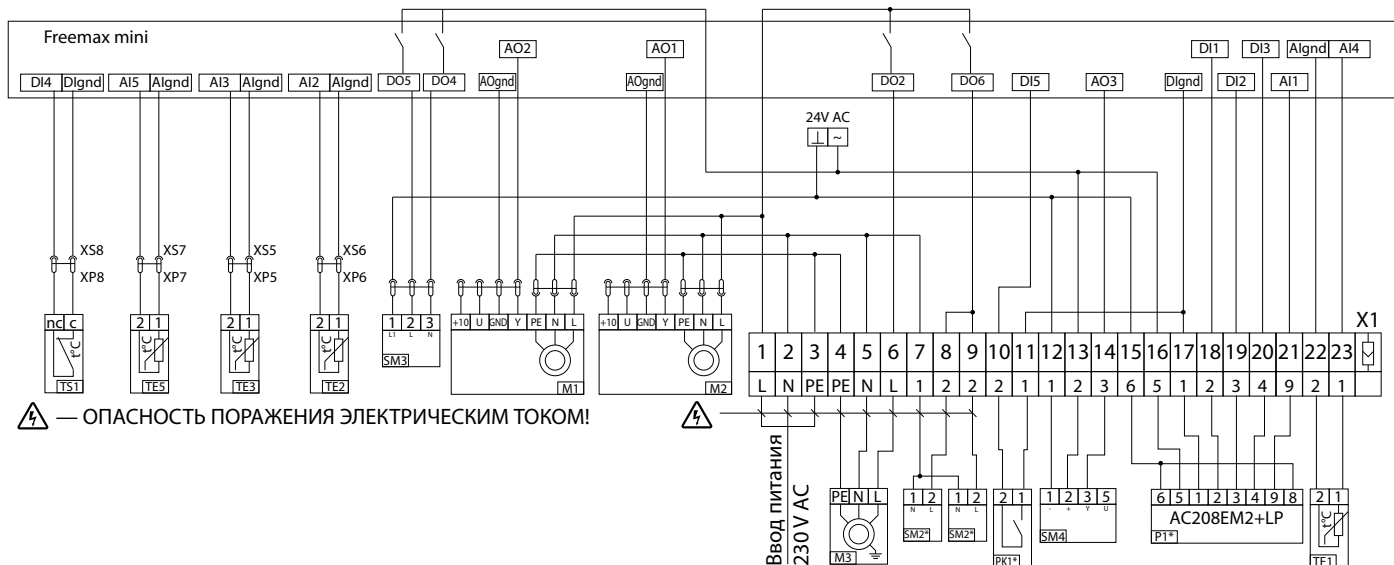 Freemax mini
AO2 AO1 DI1 DI3 AIgnd AI4
DI4 DIgnd AI5 AIgnd AI3 AIgnd AI2 AIgnd DO5 DO4 AOgnd AOgnd DO2 DO6 DI5 AO3 DIgnd DI2 AI1
24V AC
⊥ ~
XS8 XS7 XS5 XS6
XP8 XP7 XP5 XP6
nc c 2 1 2 1 2 1 1 2 3 +10 U GND Y PE N L +10 U GND Y PE N L
L1 L N
t°C t°C t°C t°C
SM3
TS1 TE5 TE3 TE2 M1 M2
X1
1 2 3 4 5 6 7 8 9 10 11 12 13 14 15 16 17 18 19 20 21 22 23
L N PE PE N L 1 2 2 2 1 1 2 3 6 5 1 2 3 4 9 2 1
— ОПАСНОСТЬ ПОРАЖЕНИЯ ЭЛЕКТРИЧЕСКИМ ТОКОМ!
Ввод питания
230 V AC
PE N L 1 2 1 2 2 1 1 2 3 5 6 5 1 2 3 4 9 8 2 1
N L N L - + Y U
AC208EM2+LP
t°C
M3 SM2* SM2* PK1* SM4 P1* TE1